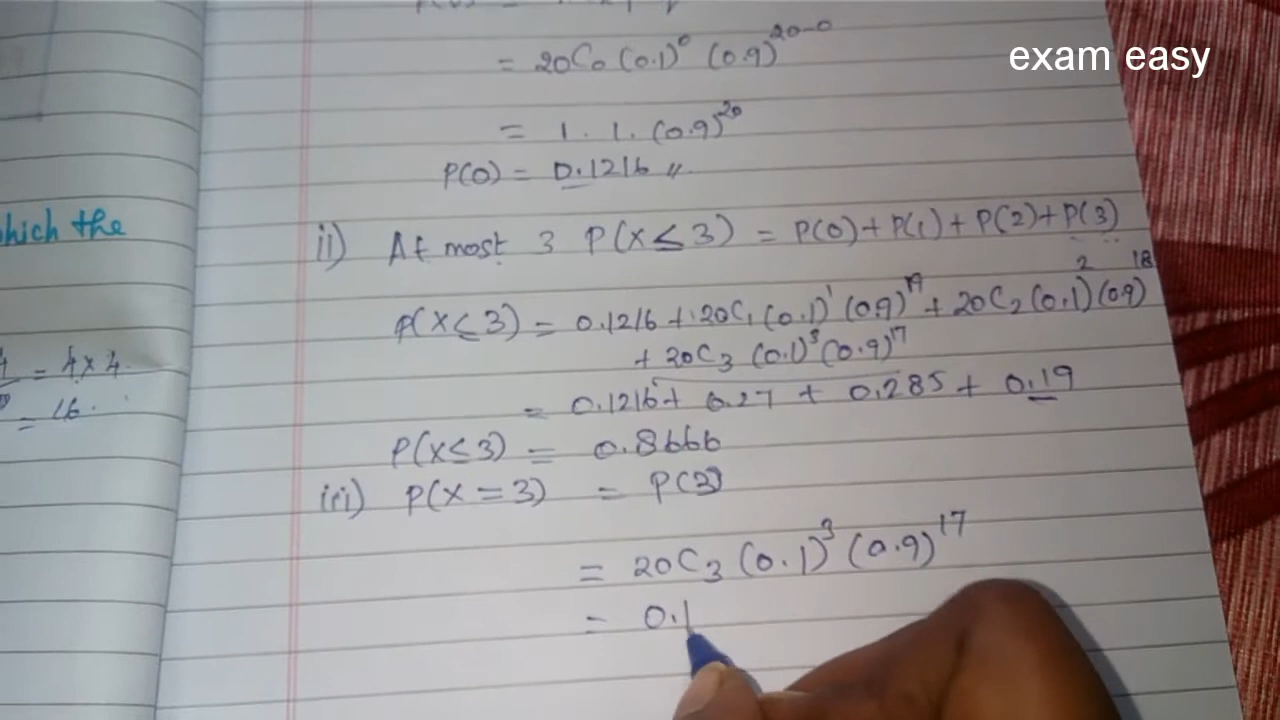 exam easy
= 20C₀ (0.1)⁰ (0.9)²⁰⁻⁰
= 1 . 1 . (0.9)²⁰
P(0) = 0.1216 //
which the
ii) At most 3 P(X ≤ 3) = P(0) + P(1) + P(2) + P(3)
P(X ≤ 3) = 0.1216 + 20C₁ (0.1)¹ (0.9)¹⁹ + 20C₂ (0.1)² (0.9)¹⁸
+ 20C₃ (0.1)³ (0.9)¹⁷
= 4 x 4
= 0.1216 + 0.27 + 0.285 + 0.19
= 16.
P(X ≤ 3) = 0.8666
iii) P(X = 3) = P(3)
= 20C₃ (0.1)³ (0.9)¹⁷
= 0.1